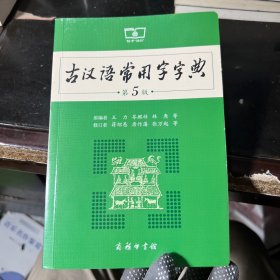 古汉语常用字字典
第5版
原编者 王力 岑麒祥 林焘 等
修订者 蒋绍愚 唐作藩 张万起 等
商务印书馆